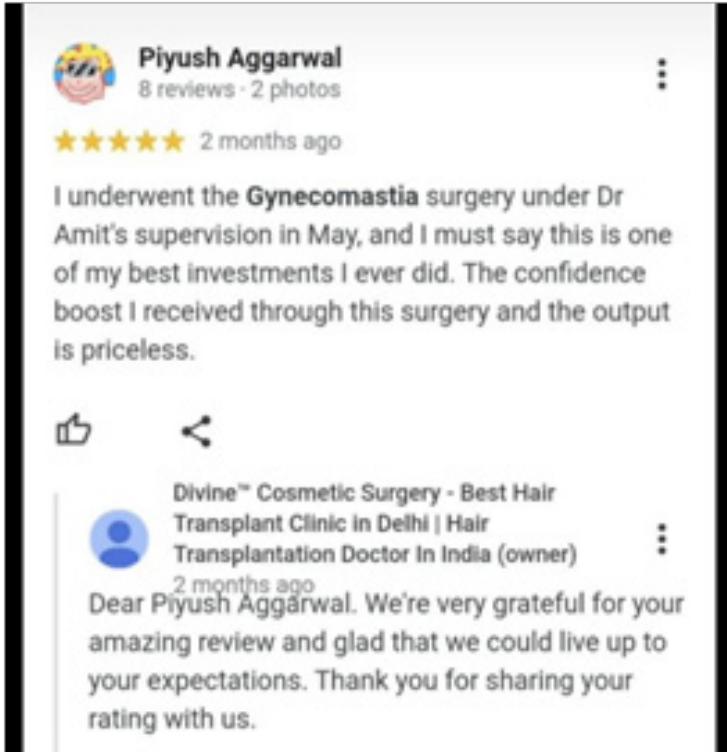 Piyush Aggarwal
8 reviews · 2 photos
2 months ago
I underwent the Gynecomastia surgery under Dr
Amit's supervision in May, and I must say this is one
of my best investments I ever did. The confidence
boost I received through this surgery and the output
is priceless.
Divine™ Cosmetic Surgery - Best Hair
Transplant Clinic in Delhi | Hair
Transplantation Doctor In India (owner)
2 months ago
Dear Piyush Aggarwal. We're very grateful for your
amazing review and glad that we could live up to
your expectations. Thank you for sharing your
rating with us.